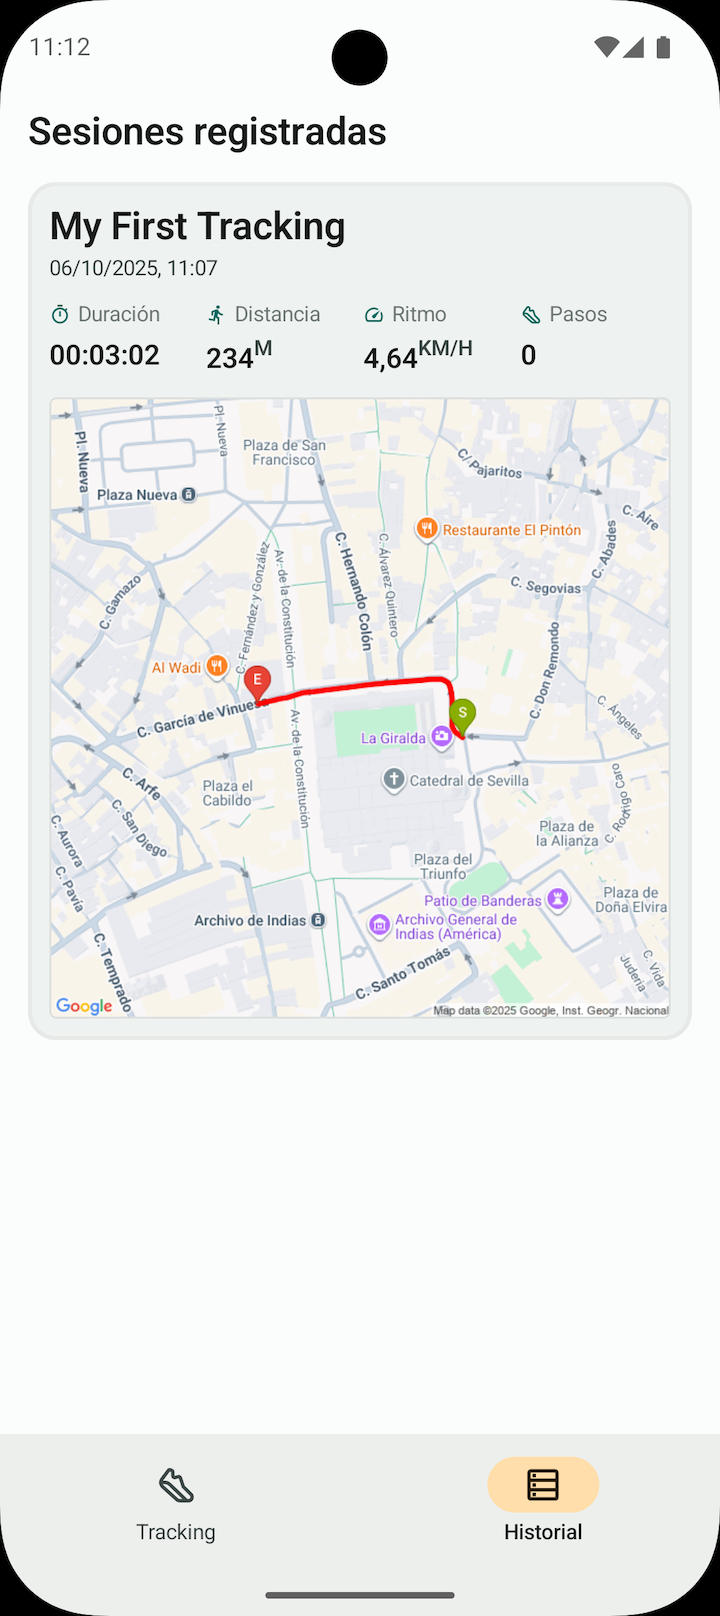 11:12
Sesiones registradas
My First Tracking
06/10/2025, 11:07
Duración Distancia Ritmo Pasos
00:03:02 234M 4,64KM/H 0
Pl. Nueva
Pl. Nueva
Plaza de San
Francisco
C/ Pajaritos
Plaza Nueva
C. Aire
Restaurante El Pintón
C. Abades
C. Hernando Colón
C. Álvarez Quintero
C. Fernández y González
Av. de la Constitución
C. Gamazo
C. Segovias
Al Wadi
E
C. Don Remondo
C. García de Vinuesa
S
C. Ángeles
La Giralda
Av. de la Constitución
C. Arfe
Catedral de Sevilla
Plaza el
Cabildo
C. Rodrigo Caro
C. San Diego
Plaza de
la Alianza
C. Aurora
Plaza del
Triunfo
C. Pavía
Patio de Banderas
Plaza de
Doña Elvira
Archivo de Indias
Archivo General de
Indias (América)
C. Temprado
C. Santo Tomás
C. Vida
Judería
Google
Map data ©2025 Google, Inst. Geogr. Nacional
Tracking
Historial